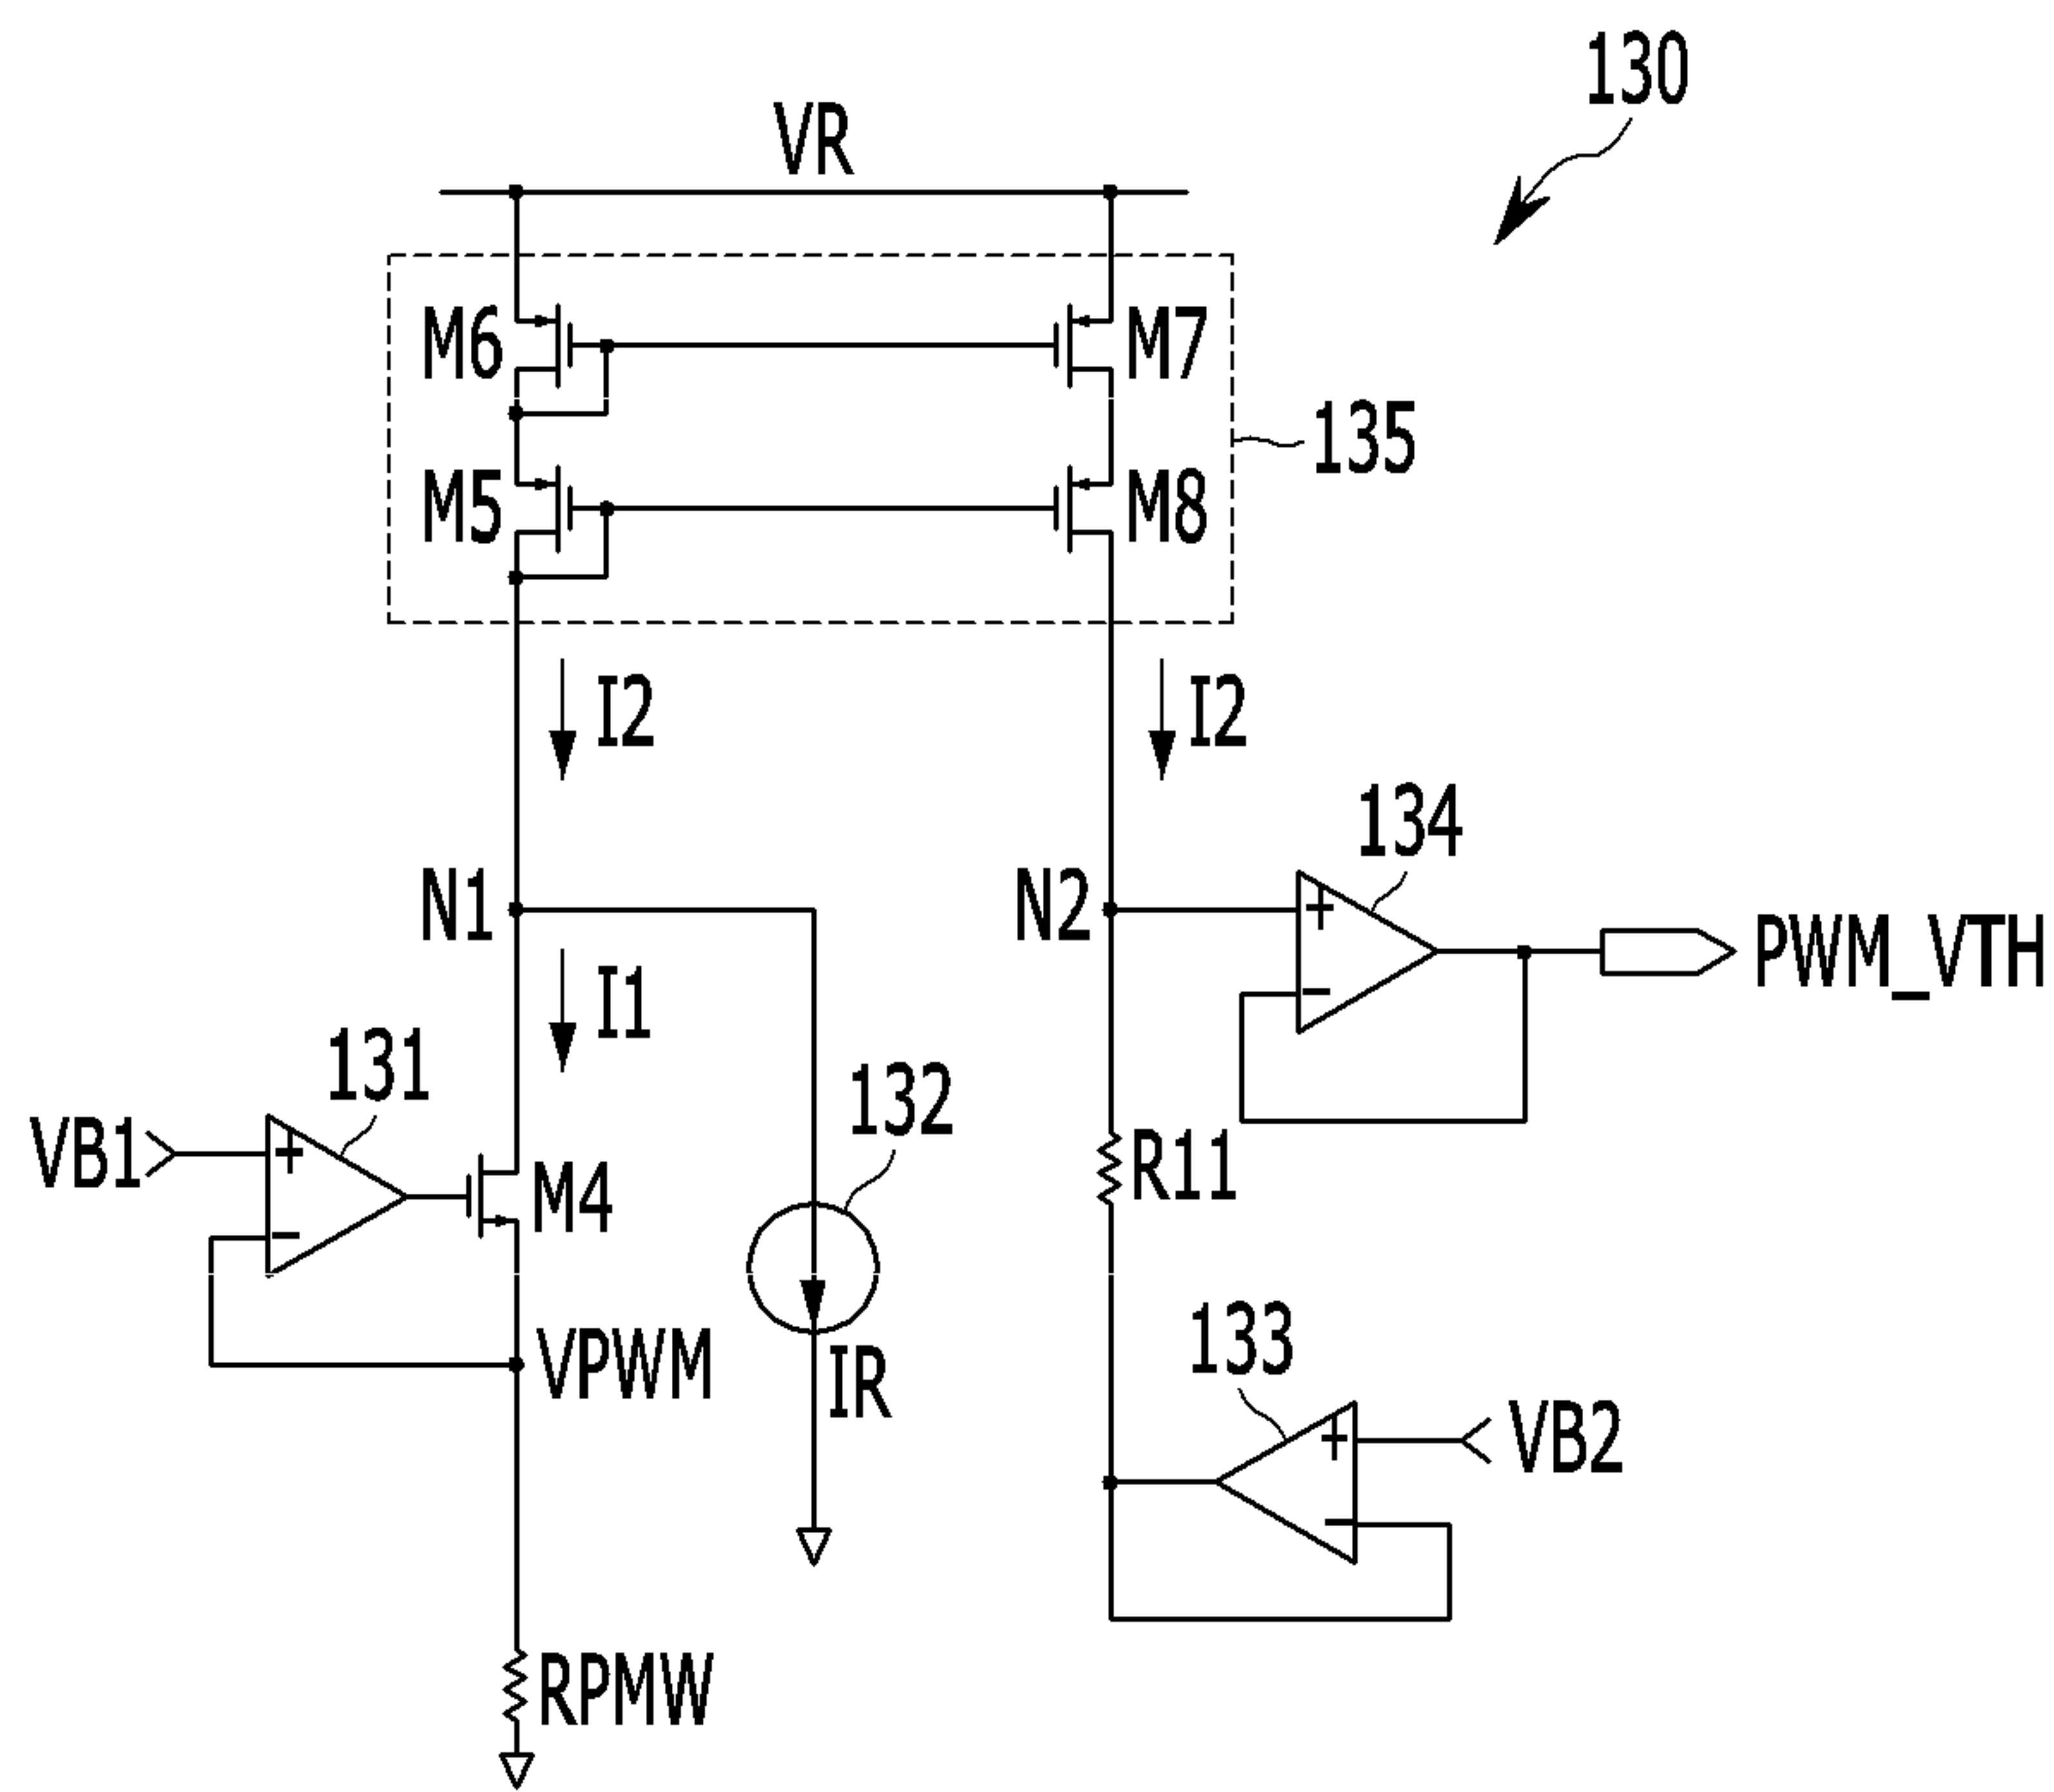 130
VR
M6
M7
135
M5
M8
I2
I2
134
N1
N2
PWM_VTH
I1
131
132
VB1
M4
R11
+
-
+
-
133
VPWM
IR
+
-
VB2
RPMW